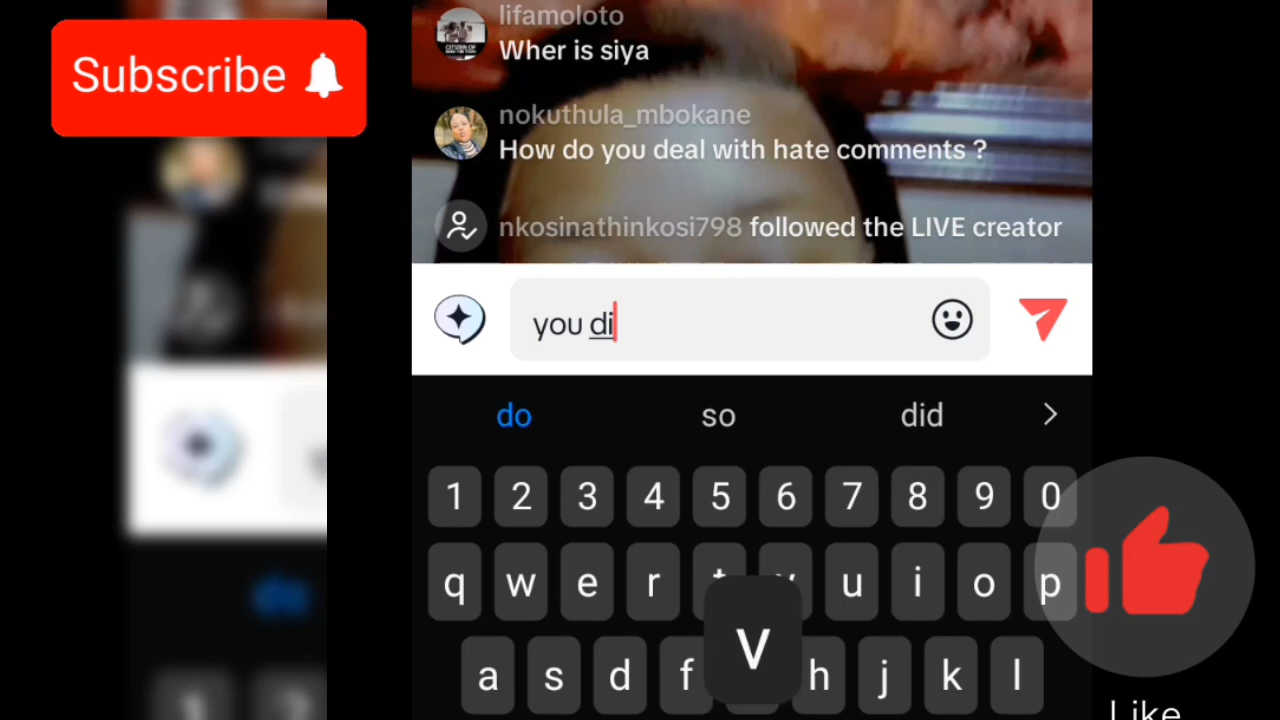 Subscribe
lifamoloto
Wher is siya
nokuthula_mbokane
How do you deal with hate comments ?
nkosinathinkosi798 followed the LIVE creator
you di
do so did
1 2 3 4 5 6 7 8 9 0
q w e r u i o p
a s d f h j k l
v
Like